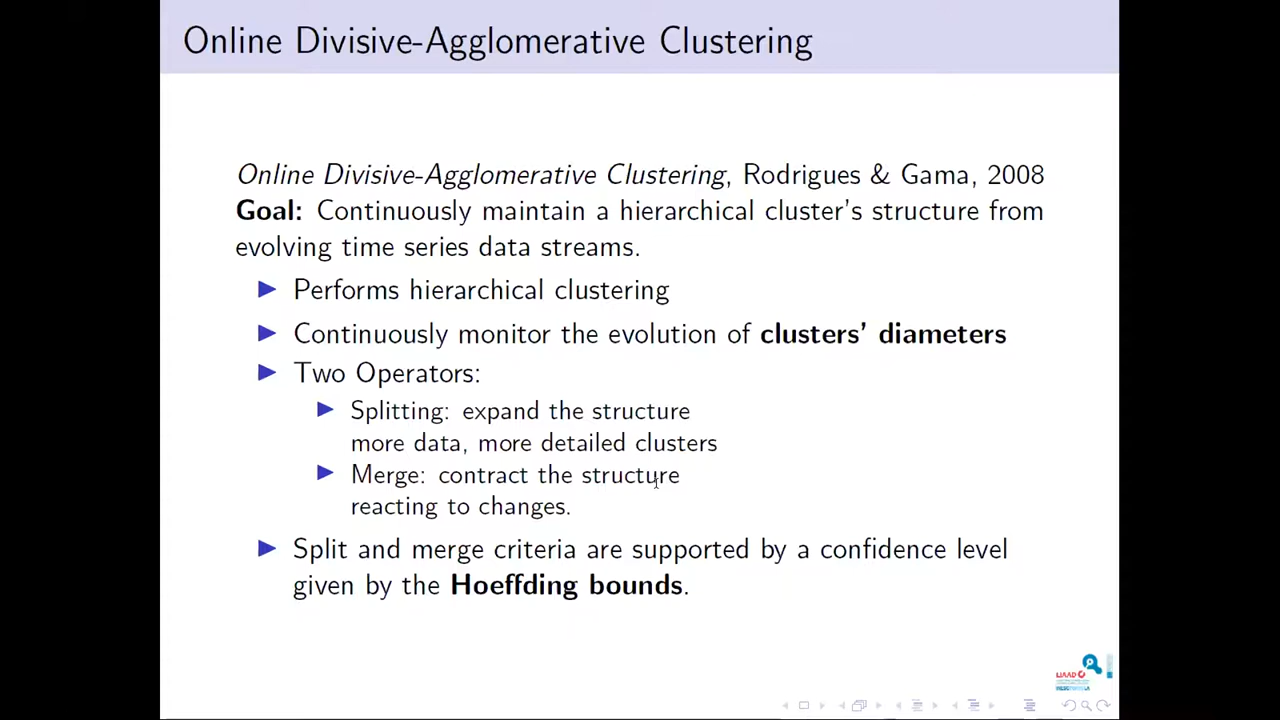 Online Divisive-Agglomerative Clustering
Online Divisive-Agglomerative Clustering, Rodrigues & Gama, 2008
Goal: Continuously maintain a hierarchical cluster's structure from
evolving time series data streams.
Performs hierarchical clustering
Continuously monitor the evolution of clusters' diameters
Two Operators:
Splitting: expand the structure
more data, more detailed clusters
Merge: contract the structure
reacting to changes.
Split and merge criteria are supported by a confidence level
given by the Hoeffding bounds.
LIAAD